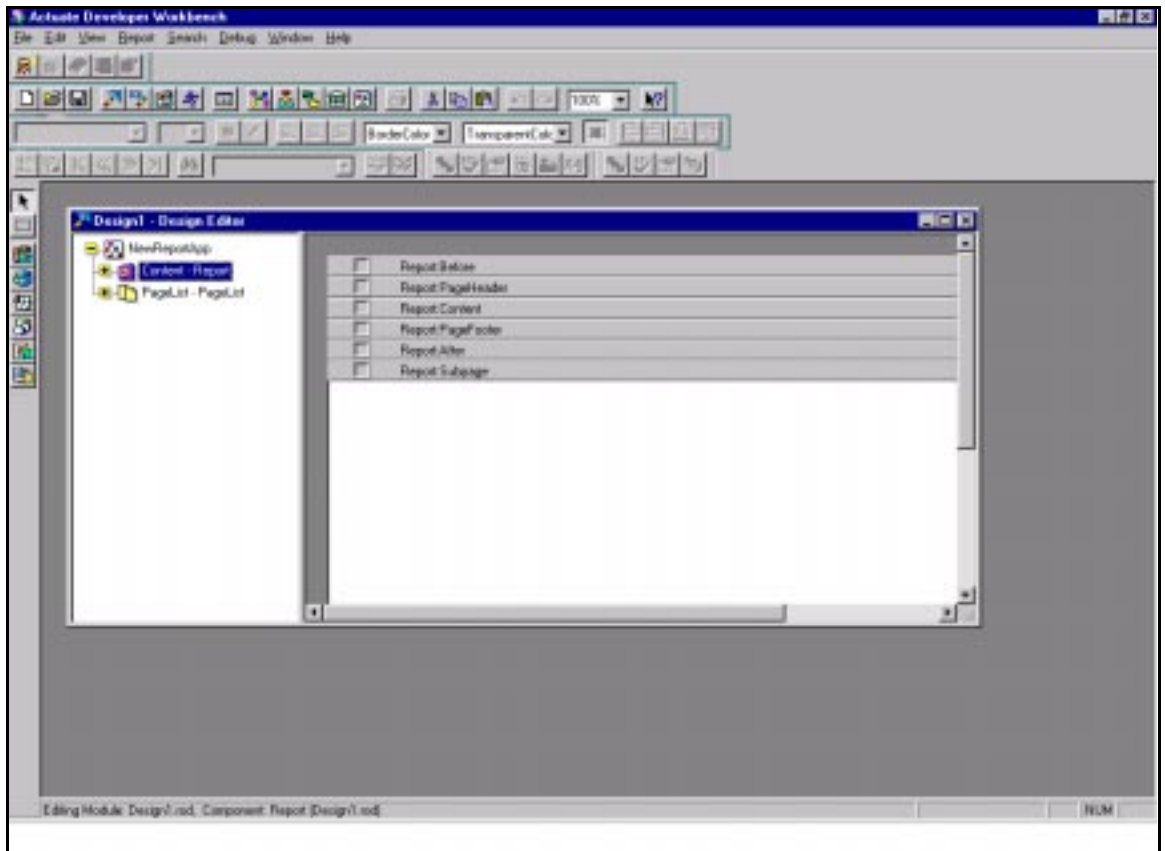 Actuate Developer Workbench
File Edit View Report Search Debug Window Help
100%
BorderColor TransparentColo
Design1 - Design Editor
NewReportApp
Content - Report
PageList - PageList
Report:Before
Report:PageHeader
Report:Content
Report:PageFooter
Report:After
Report:Subpage
Editing Module: Design1.rod, Component: Report (Design1.rod)
NUM